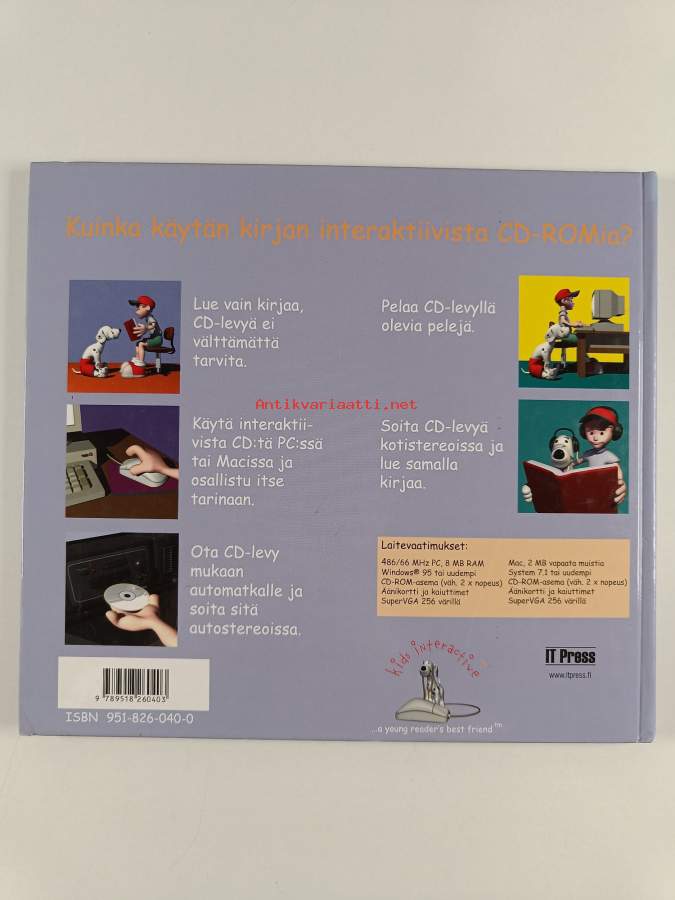 Kuinka käytän kirjan interaktiivista CD-ROMia?
Lue vain kirjaa,
CD-levyä ei
välttämättä
tarvita.
Pelaa CD-levyllä
olevia pelejä.
Antikvariaatti.net
Käytä interaktii-
vista CD:tä PC:ssä
tai Macissa ja
osallistu itse
tarinaan.
Soita CD-levyä
kotistereoissa ja
lue samalla
kirjaa.
Ota CD-levy
mukaan
automatkalle ja
soita sitä
autostereoissa.
Laitevaatimukset:
486/66 MHz PC, 8 MB RAM
Windows® 95 tai uudempi
CD-ROM-asema (väh. 2 x nopeus)
Äänikortti ja kaiuttimet
SuperVGA 256 värillä
Mac, 2 MB vapaata muistia
System 7.1 tai uudempi
CD-ROM-asema (väh. 2 x nopeus)
Äänikortti ja kaiuttimet
SuperVGA 256 värillä
kids interactive™
...a young reader's best friend™
IT Press
www.itpress.fi
9 789518 260403
ISBN 951-826-040-0